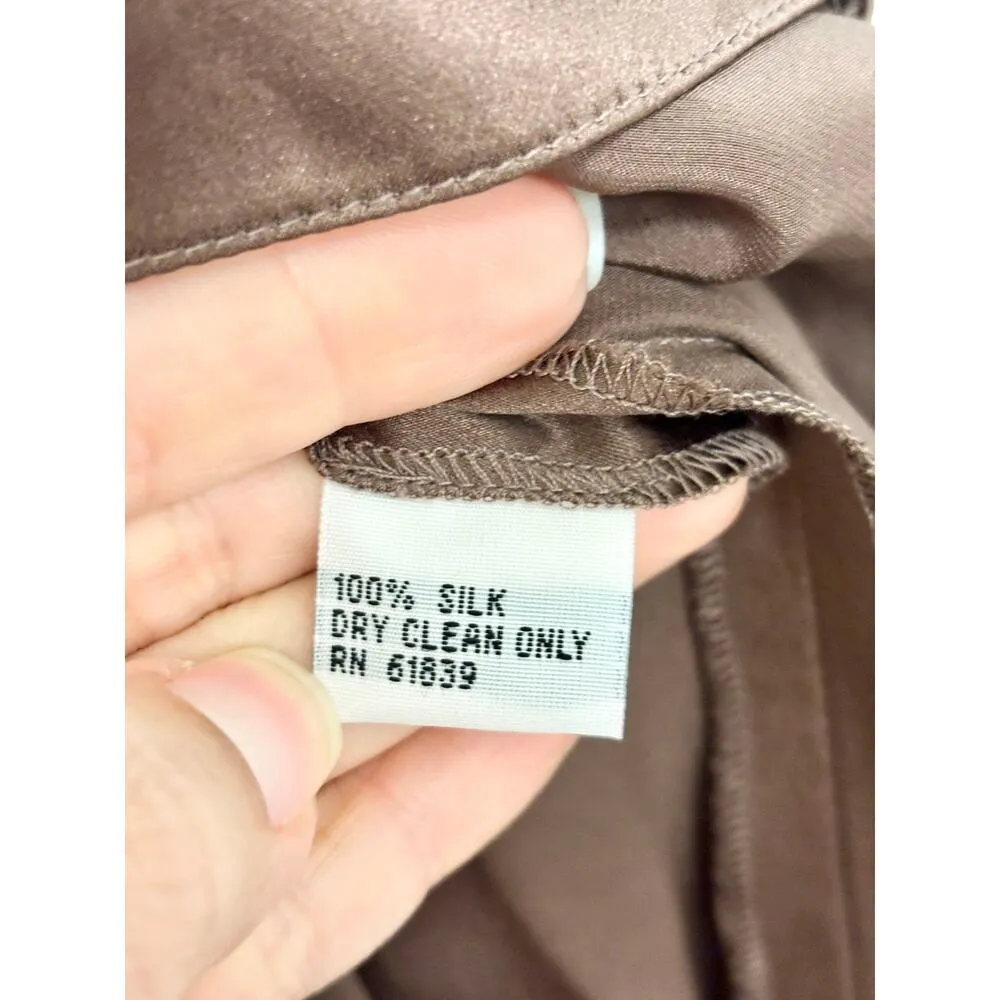 100% SILK
DRY CLEAN ONLY
RN 61839